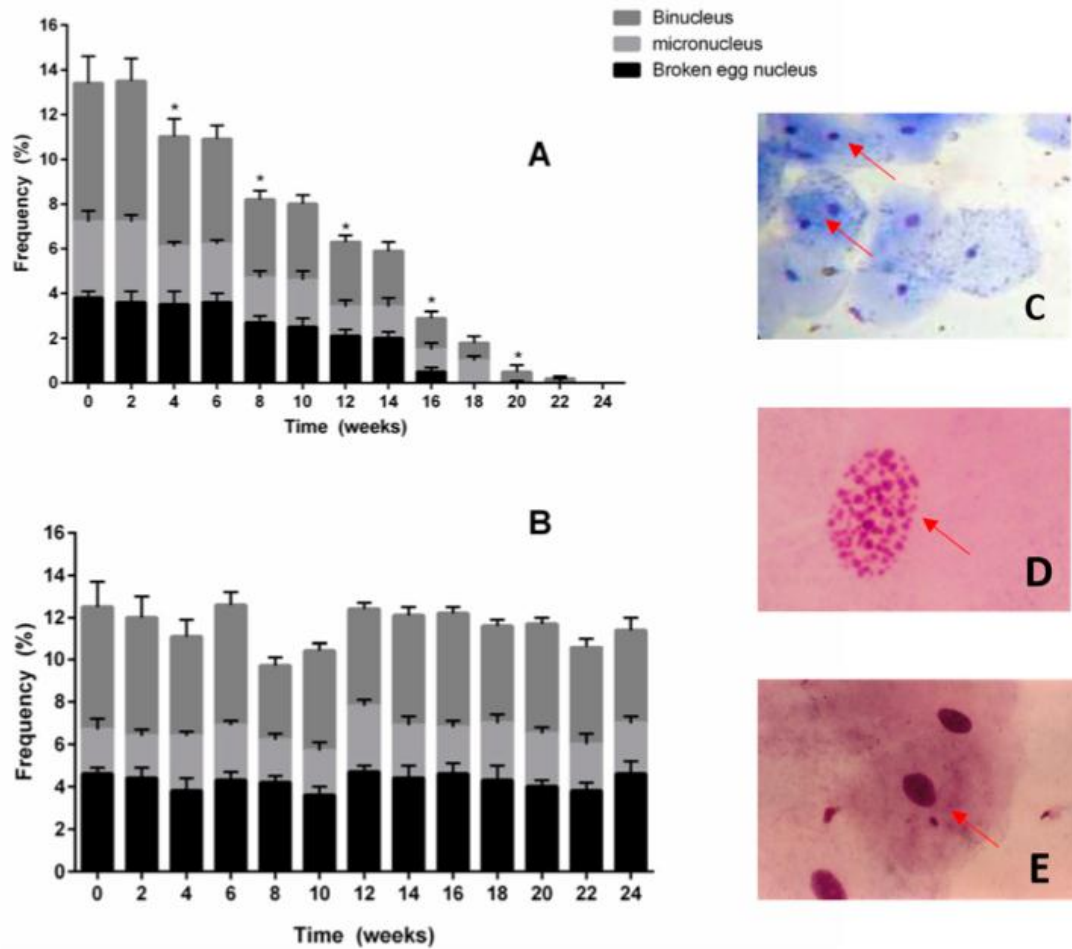 Binucleus
micronucleus
Broken egg nucleus
A
Frequency (%)
16
14
12
10
8
6
4
2
0
* * * * *
0 2 4 6 8 10 12 14 16 18 20 22 24
Time (weeks)
B
Frequency (%)
16
14
12
10
8
6
4
2
0
0 2 4 6 8 10 12 14 16 18 20 22 24
Time (weeks)
C
D
E